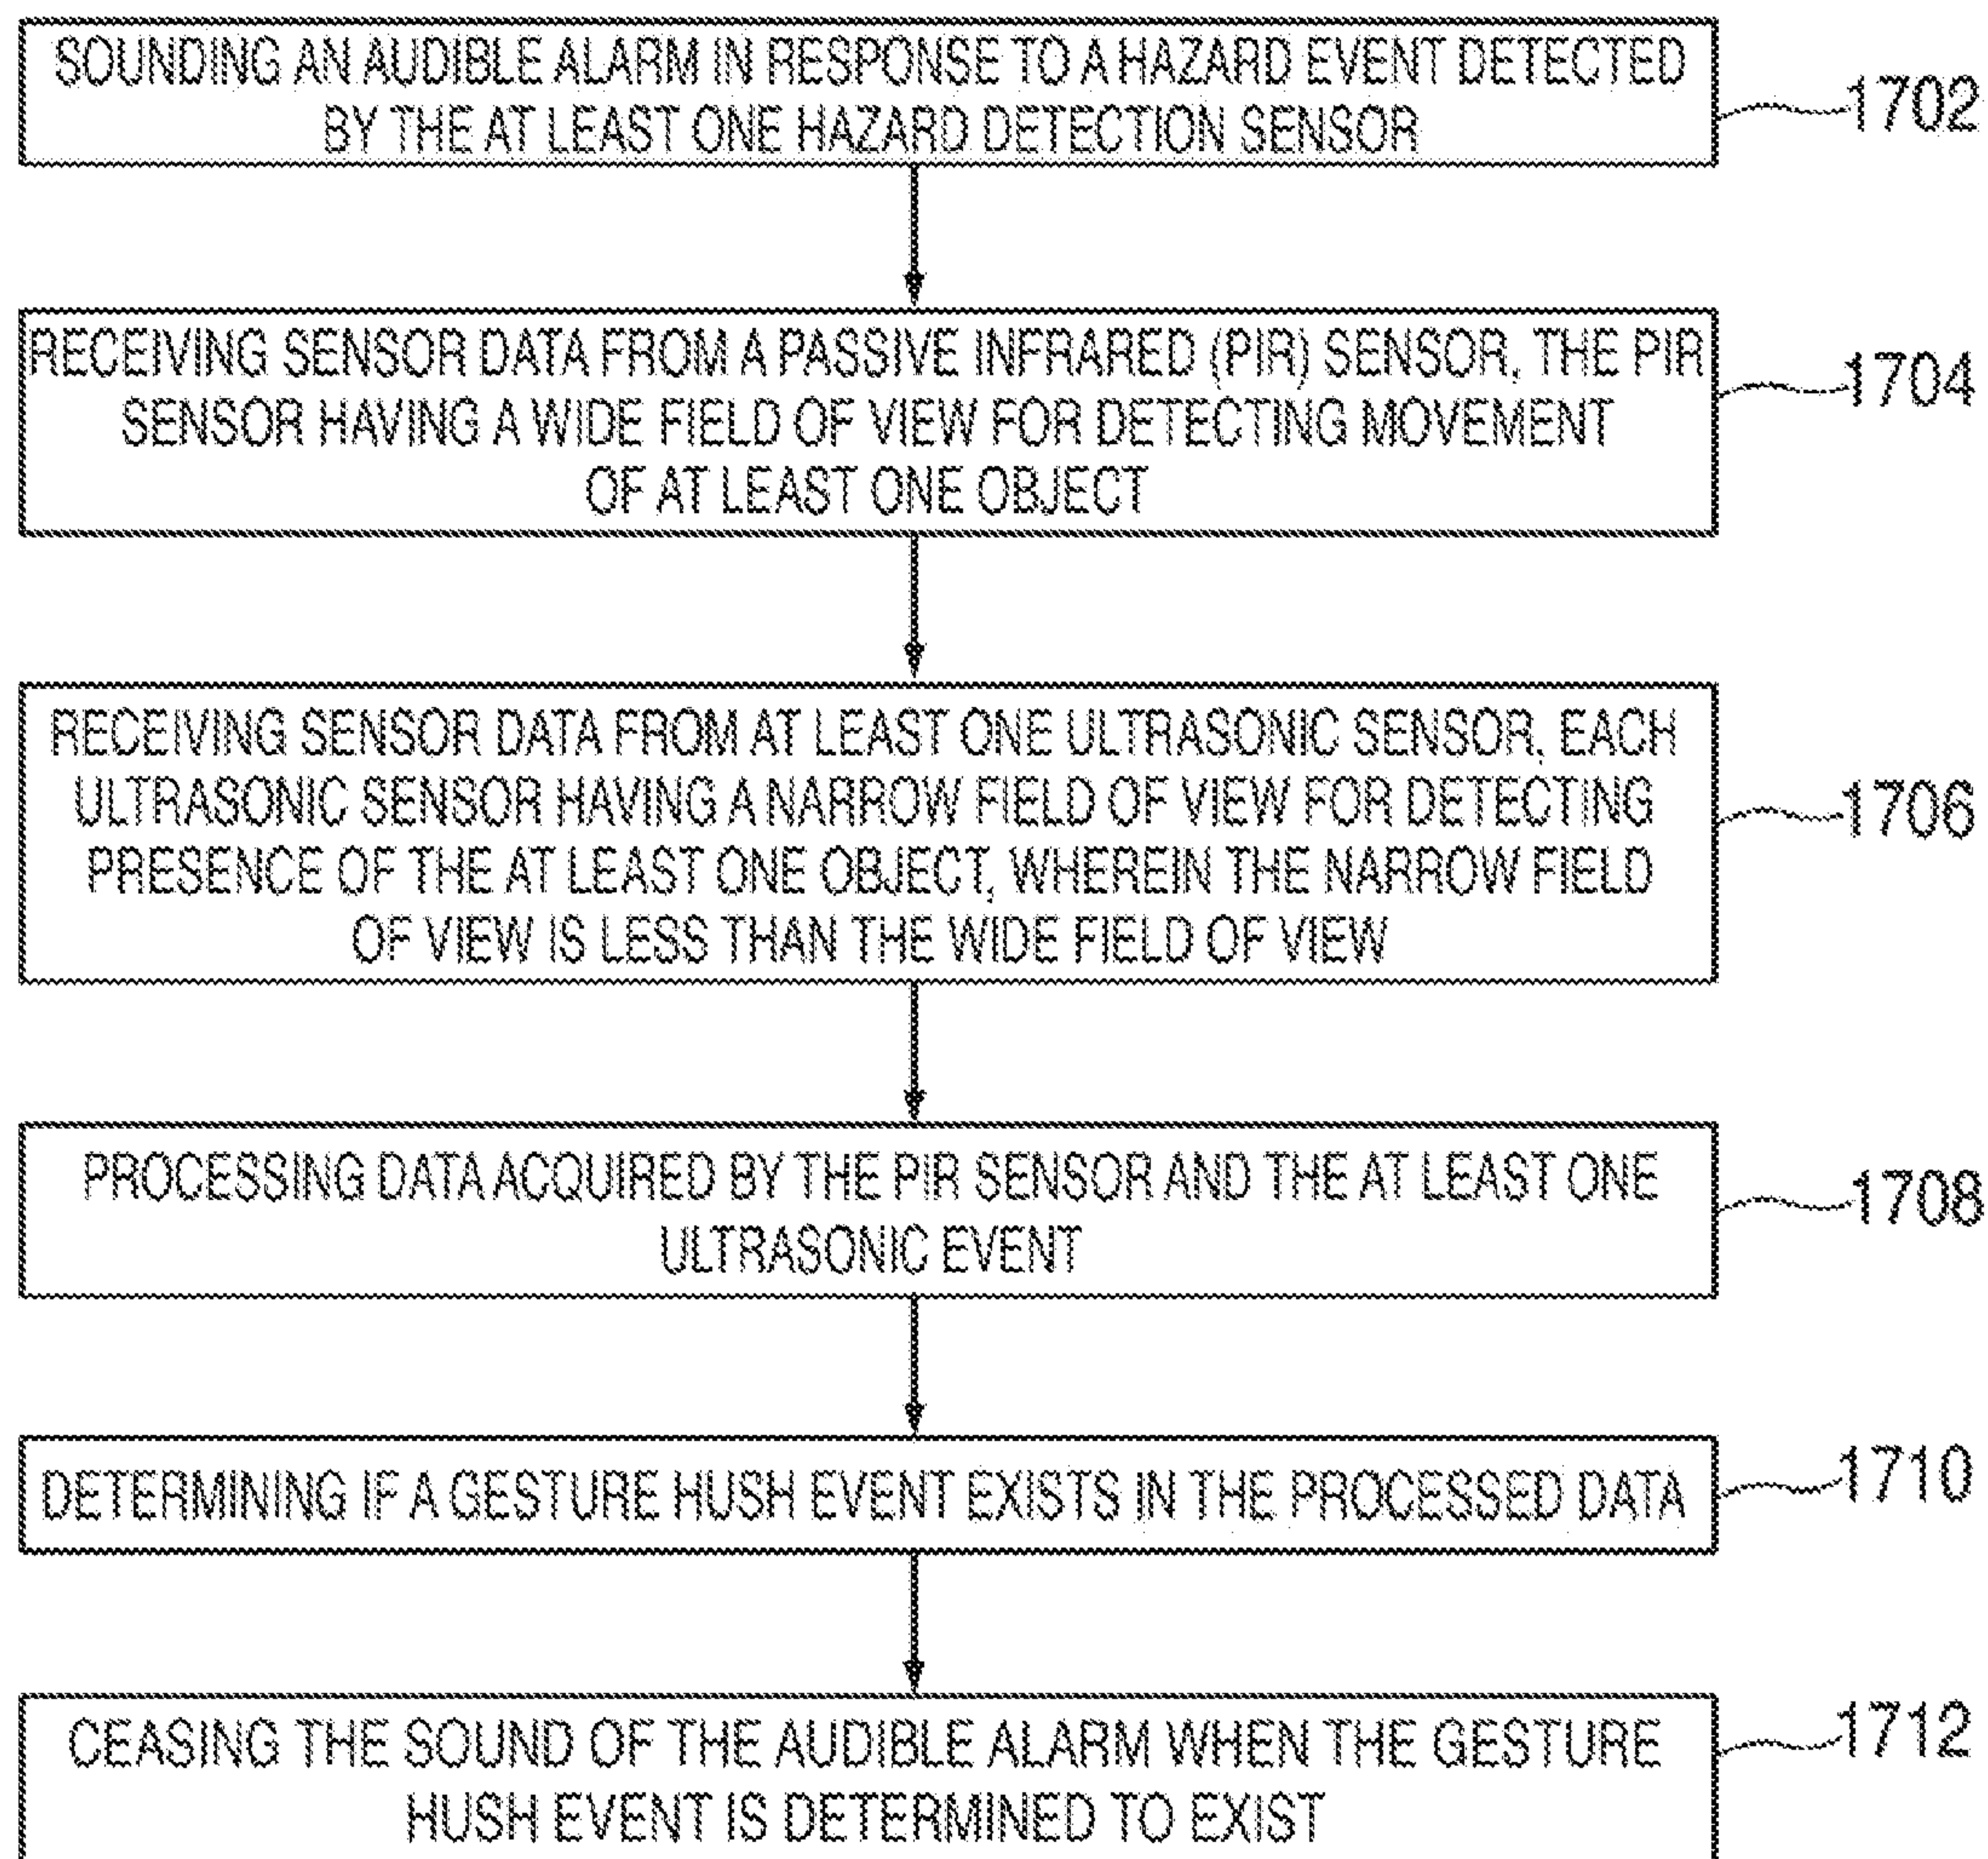 SOUNDING AN AUDIBLE ALARM IN RESPONSE TO A HAZARD EVENT DETECTED
BY THE AT LEAST ONE HAZARD DETECTION SENSOR
1702
RECEIVING SENSOR DATA FROM A PASSIVE INFRARED (PIR) SENSOR, THE PIR
SENSOR HAVING A WIDE FIELD OF VIEW FOR DETECTING MOVEMENT
OF AT LEAST ONE OBJECT
1704
RECEIVING SENSOR DATA FROM AT LEAST ONE ULTRASONIC SENSOR, EACH
ULTRASONIC SENSOR HAVING A NARROW FIELD OF VIEW FOR DETECTING
PRESENCE OF THE AT LEAST ONE OBJECT, WHEREIN THE NARROW FIELD
OF VIEW IS LESS THAN THE WIDE FIELD OF VIEW
1706
PROCESSING DATA ACQUIRED BY THE PIR SENSOR AND THE AT LEAST ONE
ULTRASONIC EVENT
1708
DETERMINING IF A GESTURE HUSH EVENT EXISTS IN THE PROCESSED DATA
1710
CEASING THE SOUND OF THE AUDIBLE ALARM WHEN THE GESTURE
HUSH EVENT IS DETERMINED TO EXIST
1712